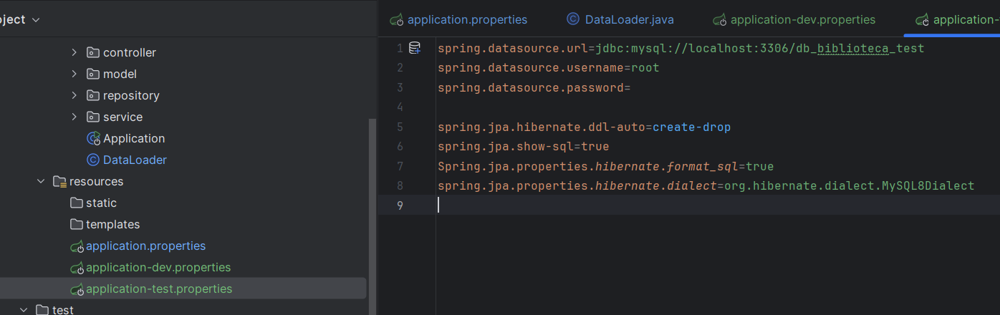 oject
controller
model
repository
service
Application
DataLoader
resources
static
templates
application.properties
application-dev.properties
application-test.properties
test
application.properties
DataLoader.java
application-dev.properties
application-
1 spring.datasource.url=jdbc:mysql://localhost:3306/db_biblioteca_test
2 spring.datasource.username=root
3 spring.datasource.password=
4
5 spring.jpa.hibernate.ddl-auto=create-drop
6 spring.jpa.show-sql=true
7 Spring.jpa.properties.hibernate.format_sql=true
8 spring.jpa.properties.hibernate.dialect=org.hibernate.dialect.MySQL8Dialect
9